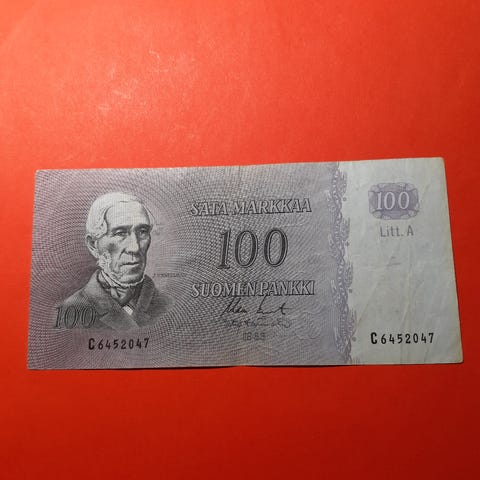 SATA MARKKAA
100
SUOMEN PANKKI
100
C6452047
100
Litt. A
C6452047